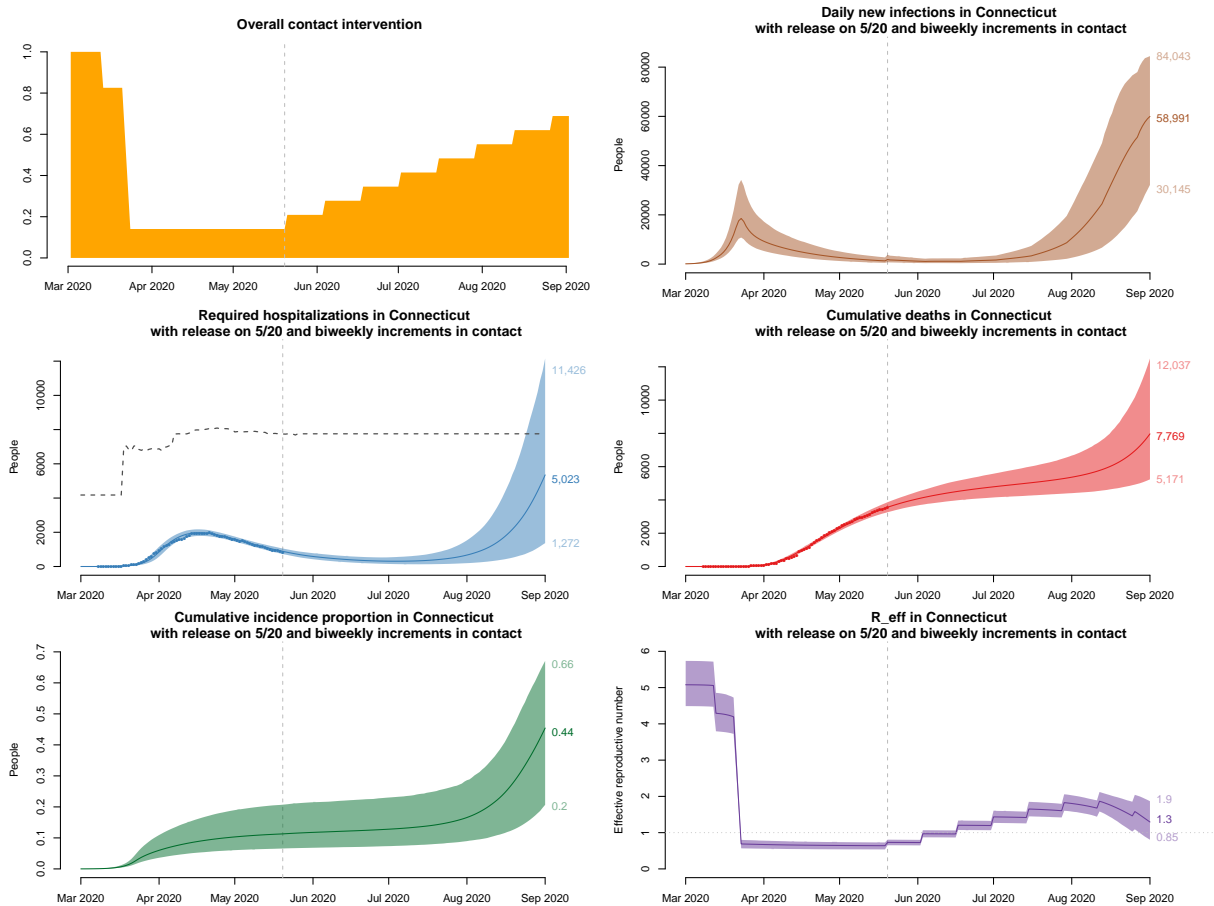 Overall contact intervention
1.0
0.8
0.6
0.4
0.2
0.0
Mar 2020 Apr 2020 May 2020 Jun 2020 Jul 2020 Aug 2020 Sep 2020
Daily new infections in Connecticut
with release on 5/20 and biweekly increments in contact
People
80000
60000
40000
20000
0
84,043
58,991
30,145
Mar 2020 Apr 2020 May 2020 Jun 2020 Jul 2020 Aug 2020 Sep 2020
Required hospitalizations in Connecticut
with release on 5/20 and biweekly increments in contact
People
10000
6000
2000
0
11,426
5,023
1,272
Mar 2020 Apr 2020 May 2020 Jun 2020 Jul 2020 Aug 2020 Sep 2020
Cumulative deaths in Connecticut
with release on 5/20 and biweekly increments in contact
People
10000
6000
2000
0
12,037
7,769
5,171
Mar 2020 Apr 2020 May 2020 Jun 2020 Jul 2020 Aug 2020 Sep 2020
Cumulative incidence proportion in Connecticut
with release on 5/20 and biweekly increments in contact
People
0.7
0.6
0.5
0.4
0.3
0.2
0.1
0.0
0.66
0.44
0.2
Mar 2020 Apr 2020 May 2020 Jun 2020 Jul 2020 Aug 2020 Sep 2020
R_eff in Connecticut
with release on 5/20 and biweekly increments in contact
Effective reproductive number
6
5
4
3
2
1
0
1.9
1.3
0.85
Mar 2020 Apr 2020 May 2020 Jun 2020 Jul 2020 Aug 2020 Sep 2020